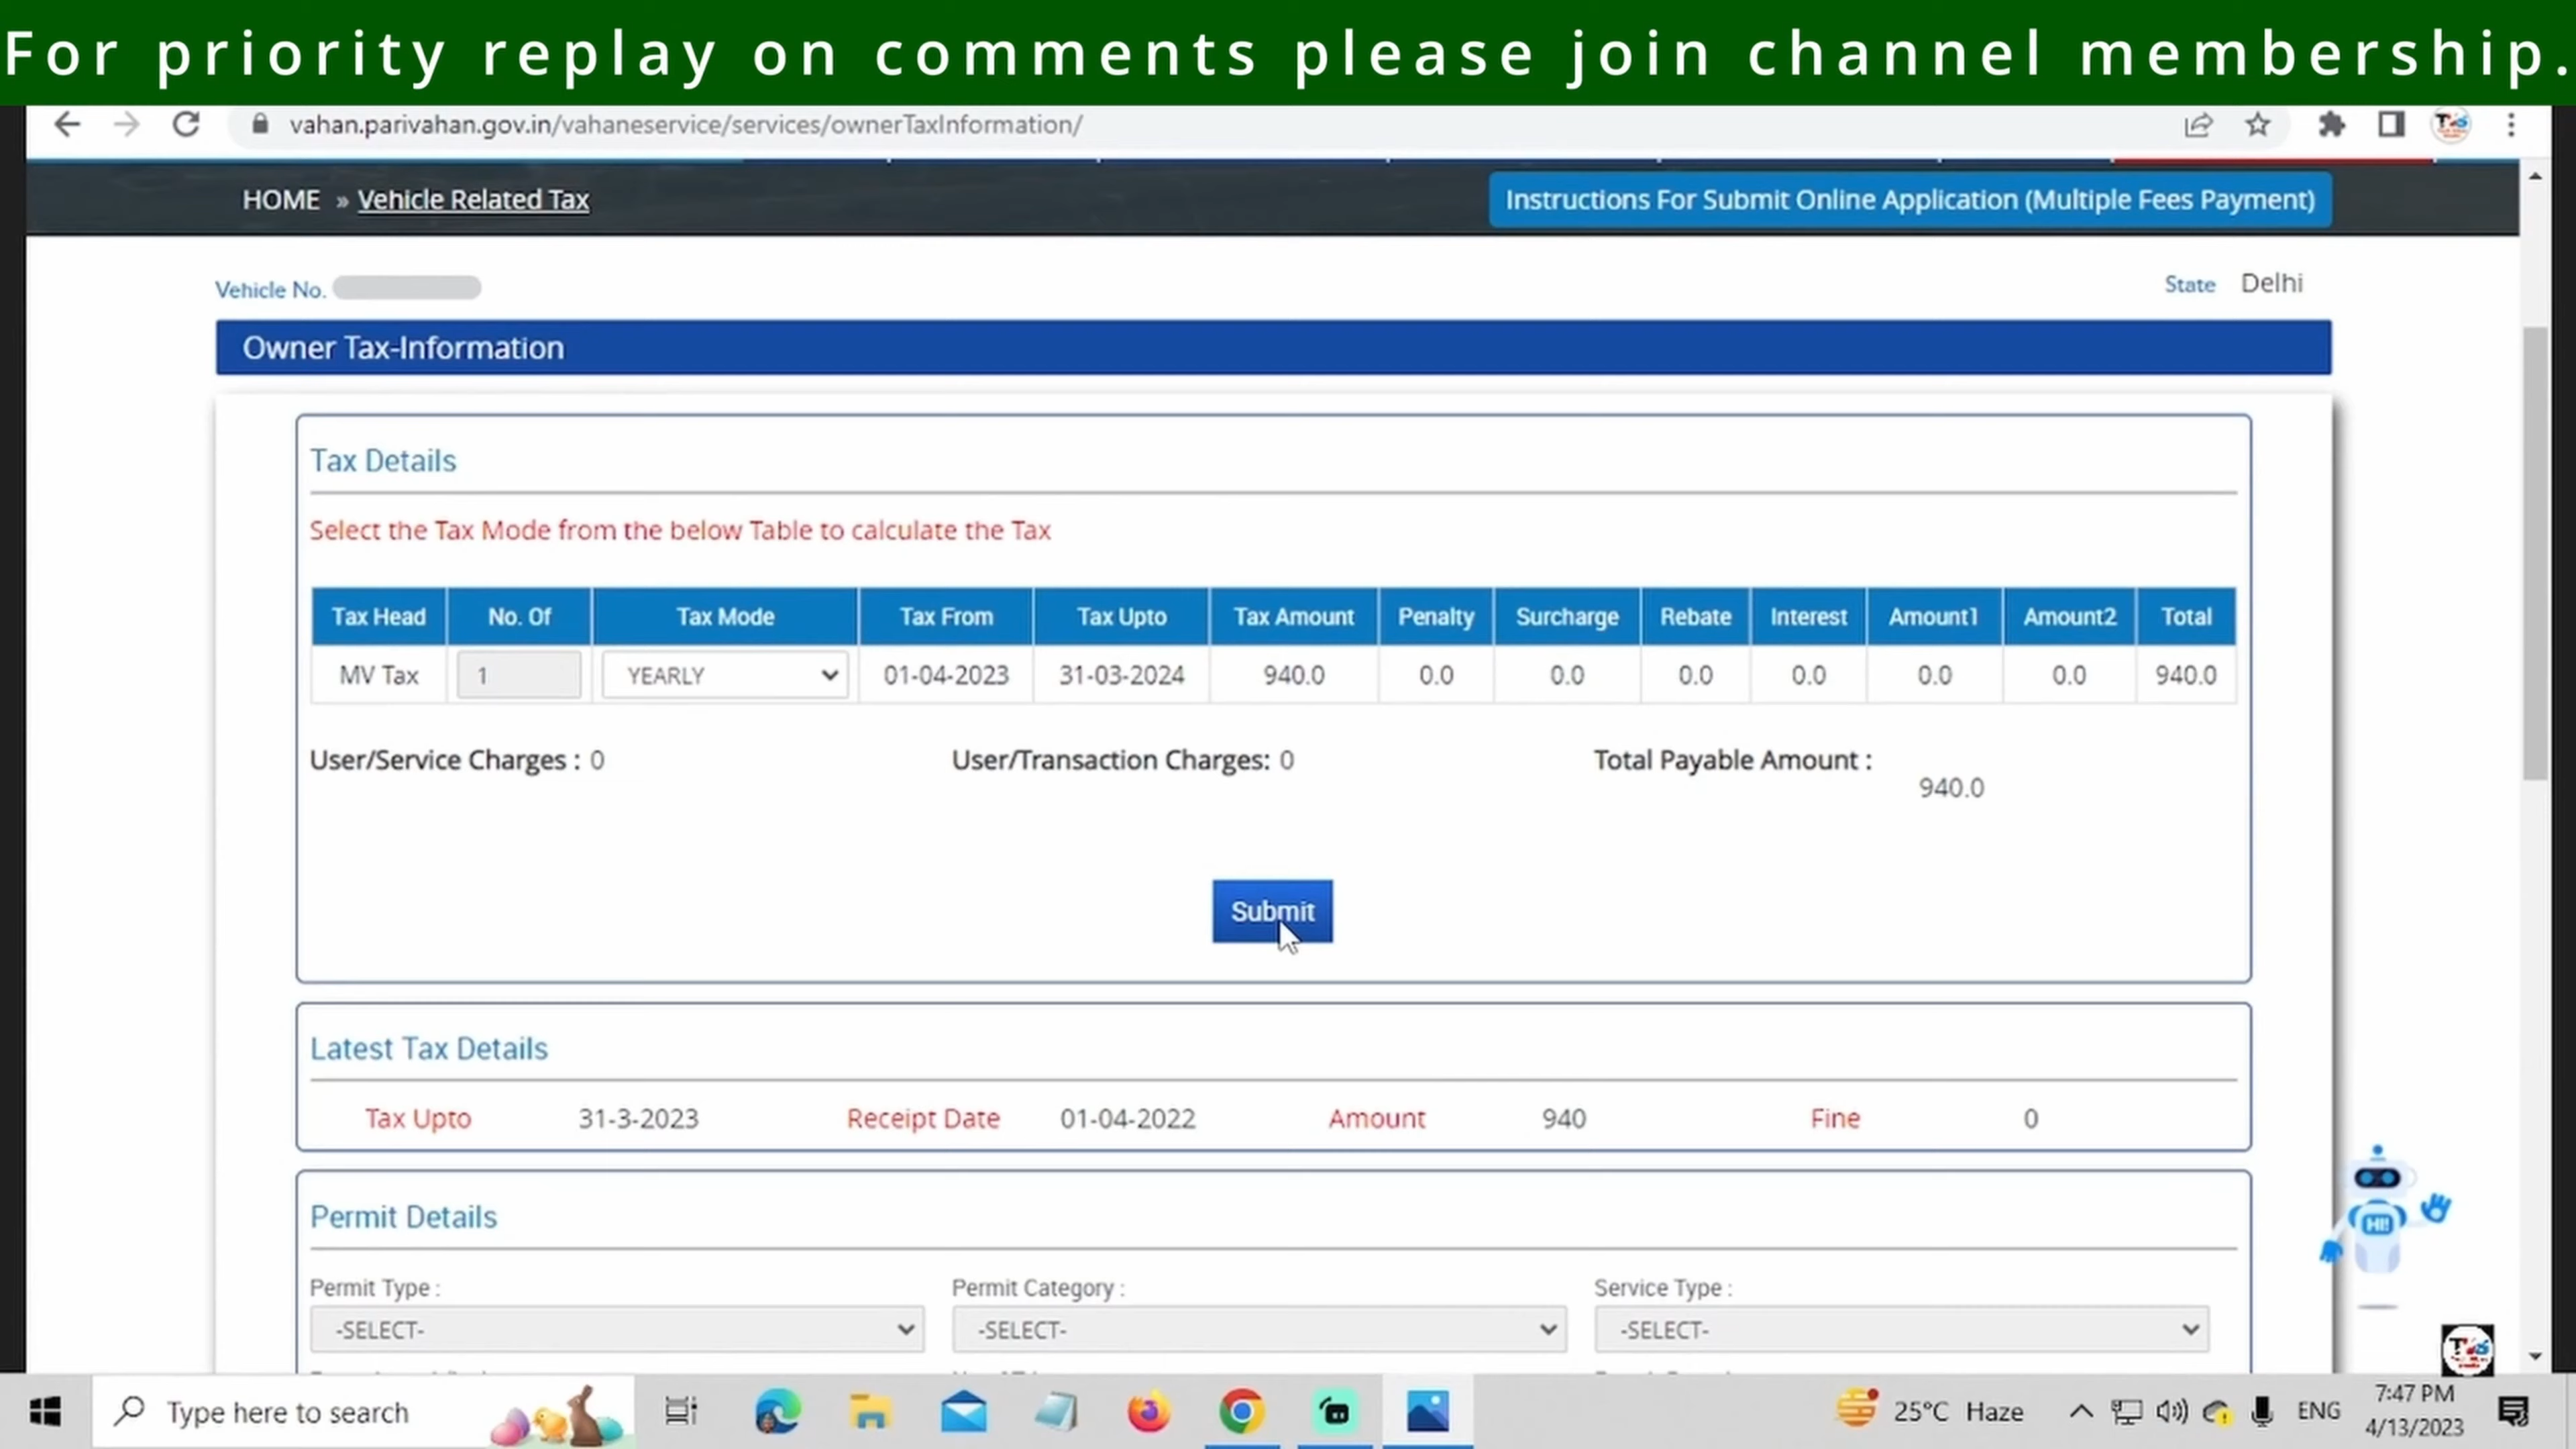 For priority replay on comments please join channel membership.
vahan.parivahan.gov.in/vahaneservice/services/ownerTaxInformation/
HOME » Vehicle Related Tax
Instructions For Submit Online Application (Multiple Fees Payment)
Vehicle No.
State Delhi
Owner Tax-Information
Tax Details
Select the Tax Mode from the below Table to calculate the Tax
Tax Head No. Of Tax Mode Tax From Tax Upto Tax Amount Penalty Surcharge Rebate Interest Amount1 Amount2 Total
MV Tax 1 YEARLY 01-04-2023 31-03-2024 940.0 0.0 0.0 0.0 0.0 0.0 0.0 940.0
User/Service Charges : 0 User/Transaction Charges: 0 Total Payable Amount :
940.0
Submit
Latest Tax Details
Tax Upto 31-3-2023 Receipt Date 01-04-2022 Amount 940 Fine 0
Permit Details
Permit Type : Permit Category : Service Type :
-SELECT- -SELECT- -SELECT-
HI!
Type here to search
25°C Haze
ENG
7:47 PM
4/13/2023